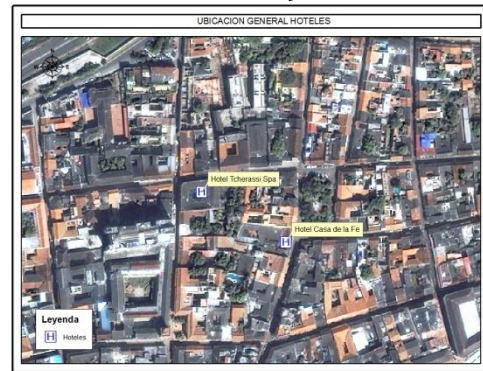 UBICACION GENERAL HOTELES
Hotel Tcherassi Spa
H
Hotel Casa de la Fe
H
Leyenda
H Hoteles